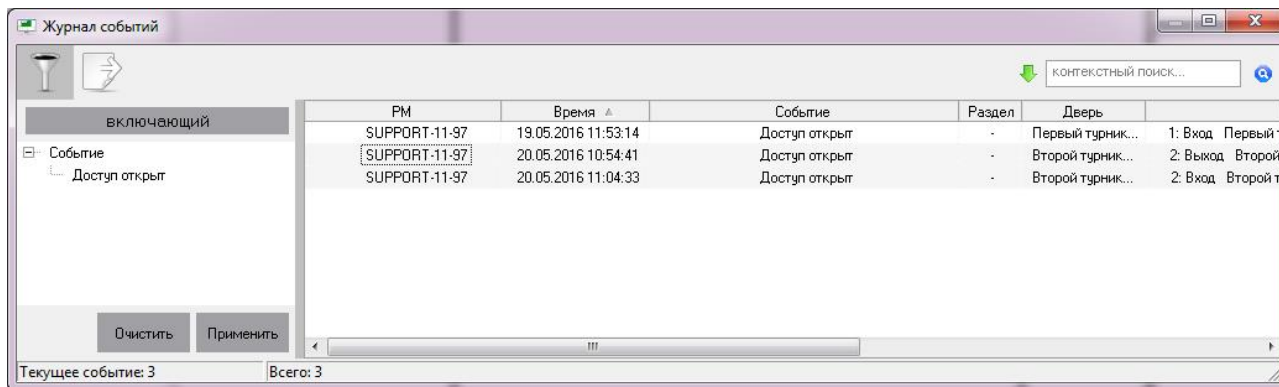 Журнал событий
контекстный поиск...
включающий
Событие
Доступ открыт
РМ Время Событие Раздел Дверь
SUPPORT-11-97 19.05.2016 11:53:14 Доступ открыт - Первый турник... 1: Вход Первый
SUPPORT-11-97 20.05.2016 10:54:41 Доступ открыт - Второй турник... 2: Выход Второй
SUPPORT-11-97 20.05.2016 11:04:33 Доступ открыт - Второй турник... 2: Вход Второй т
Очистить Применить
Текущее событие: 3 Всего: 3